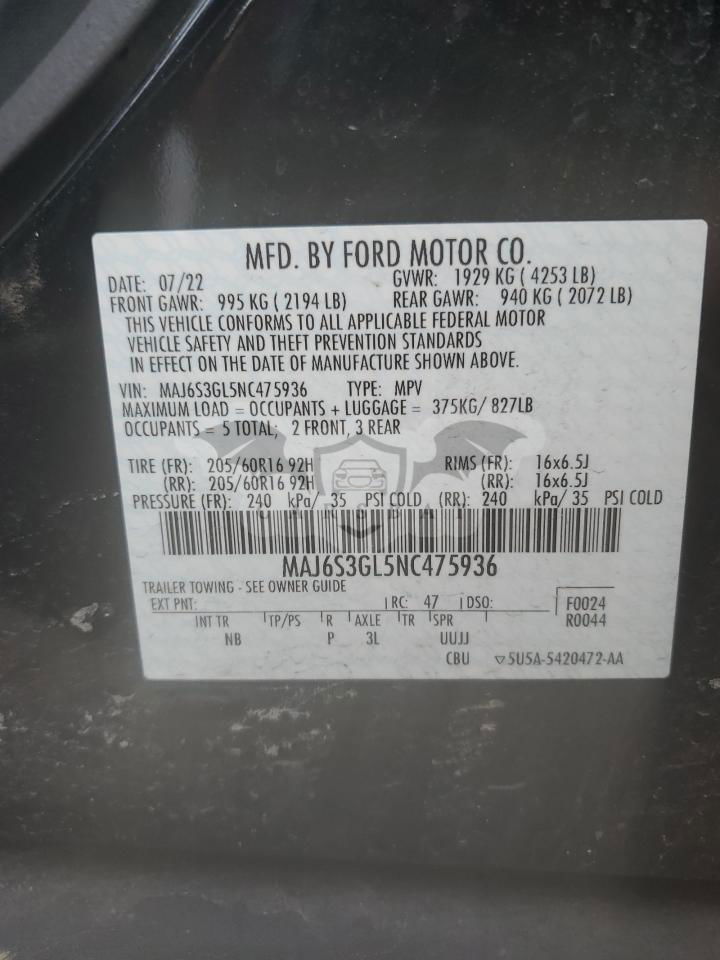 MFD. BY FORD MOTOR CO.
DATE: 07/22 GVWR: 1929 KG ( 4253 LB)
FRONT GAWR: 995 KG ( 2194 LB) REAR GAWR: 940 KG ( 2072 LB)
THIS VEHICLE CONFORMS TO ALL APPLICABLE FEDERAL MOTOR
VEHICLE SAFETY AND THEFT PREVENTION STANDARDS
IN EFFECT ON THE DATE OF MANUFACTURE SHOWN ABOVE.
VIN: MAJ6S3GL5NC475936 TYPE: MPV
MAXIMUM LOAD = OCCUPANTS + LUGGAGE = 375KG/ 827LB
OCCUPANTS = 5 TOTAL; 2 FRONT, 3 REAR
TIRE (FR): 205/60R16 92H RIMS (FR): 16x6.5J
(RR): 205/60R16 92H (RR): 16x6.5J
PRESSURE (FR): 240 kPa/ 35 PSI COLD (RR): 240 kPa/ 35 PSI COLD
MAJ6S3GL5NC475936
TRAILER TOWING - SEE OWNER GUIDE
EXT PNT: RC: 47 DSO: F0024
INT TR TP/PS R AXLE TR SPR R0044
NB P 3L UUJJ
CBU ▽5U5A-5420472-AA